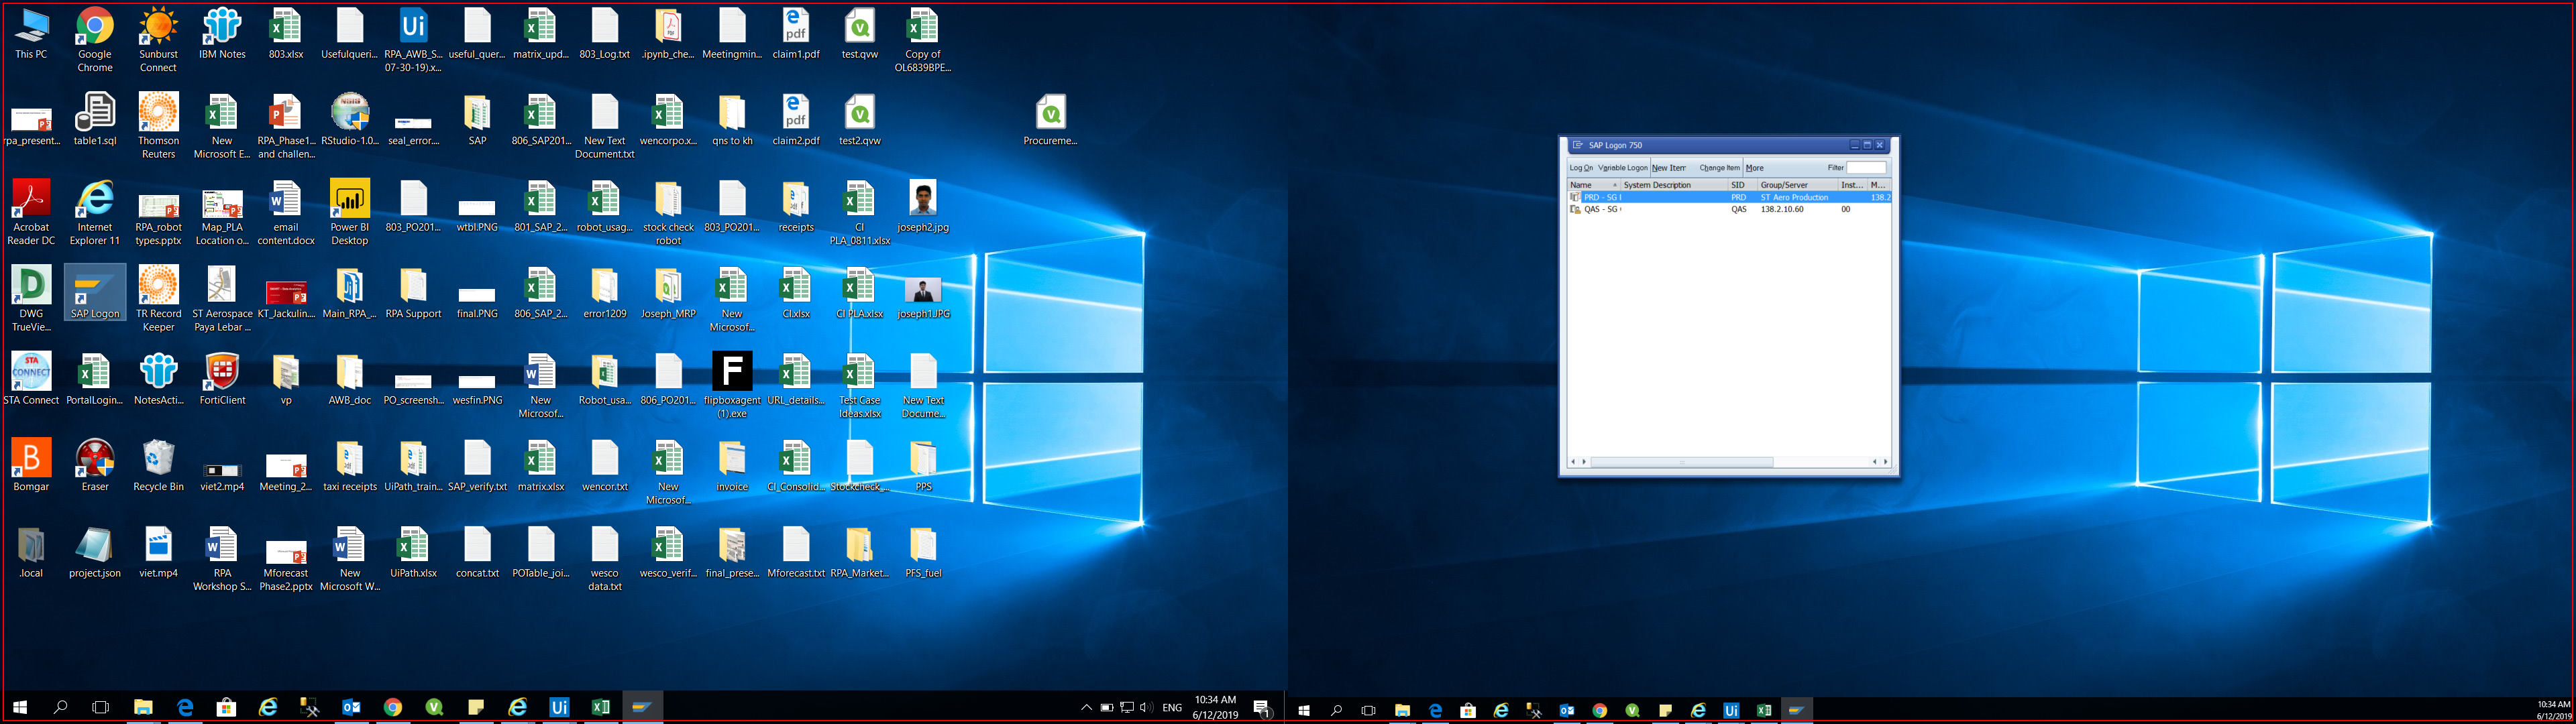 This PC
Google
Chrome
Sunburst
Connect
IBM Notes
803.xlsx
Usefulqueri...
RPA_AWB_S...
07-30-19).x...
useful_quer...
matrix_upd...
803_Log.txt
.ipynb_che...
Meetingmin...
claim1.pdf
test.qvw
Copy of
OL6839BPE...
rpa_present...
table1.sql
Thomson
Reuters
New
Microsoft E...
RPA_Phase1...
and challen...
RStudio-1.0...
seal_error....
SAP
806_SAP201...
New Text
Document.txt
wencorpo.x...
qns to kh
claim2.pdf
test2.qvw
Procureme...
Acrobat
Reader DC
Internet
Explorer 11
RPA_robot
types.pptx
Map_PLA
Location o...
email
content.docx
Power BI
Desktop
803_PO201...
wtbl.PNG
801_SAP_2...
robot_usag...
stock check
robot
803_PO201...
receipts
CI
PLA_0811.xlsx
joseph2.jpg
DWG
TrueVie...
SAP Logon
TR Record
Keeper
ST Aerospace
Paya Lebar ...
KT_Jackulin....
Main_RPA_...
RPA Support
final.PNG
806_SAP_2...
error1209
Joseph_MRP
New
Microsof...
CI.xlsx
CI PLA.xlsx
joseph1.JPG
STA
CONNECT
STA Connect
PortalLogin...
NotesActi...
FortiClient
vp
AWB_doc
PO_screensh...
wesfin.PNG
New
Microsof...
Robot_usa...
806_PO201...
flipboxagent
(1).exe
URL_details...
Test Case
Ideas.xlsx
New Text
Docume...
Bomgar
Eraser
Recycle Bin
viet2.mp4
Meeting_2...
taxi receipts
UiPath_train...
SAP_verify.txt
matrix.xlsx
wencor.txt
New
Microsof...
invoice
CI_Consolid...
Stockcheck_...
PPS
.local
project.json
viet.mp4
RPA
Workshop S...
Mforecast
Phase2.pptx
New
Microsoft W...
UiPath.xlsx
concat.txt
POTable_joi...
wesco
data.txt
wesco_verif...
final_prese...
Mforecast.txt
RPA_Market...
PFS_fuel
ENG
10:34 AM
6/12/2019
1
SAP Logon 750
Log On Variable Logon New Item Change Item More Filter
Name System Description SID Group/Server Inst... M...
PRD - SG PRD ST Aero Production 138.2
QAS - SG QAS 138.2.10.60 00
10:34 AM
6/12/2019